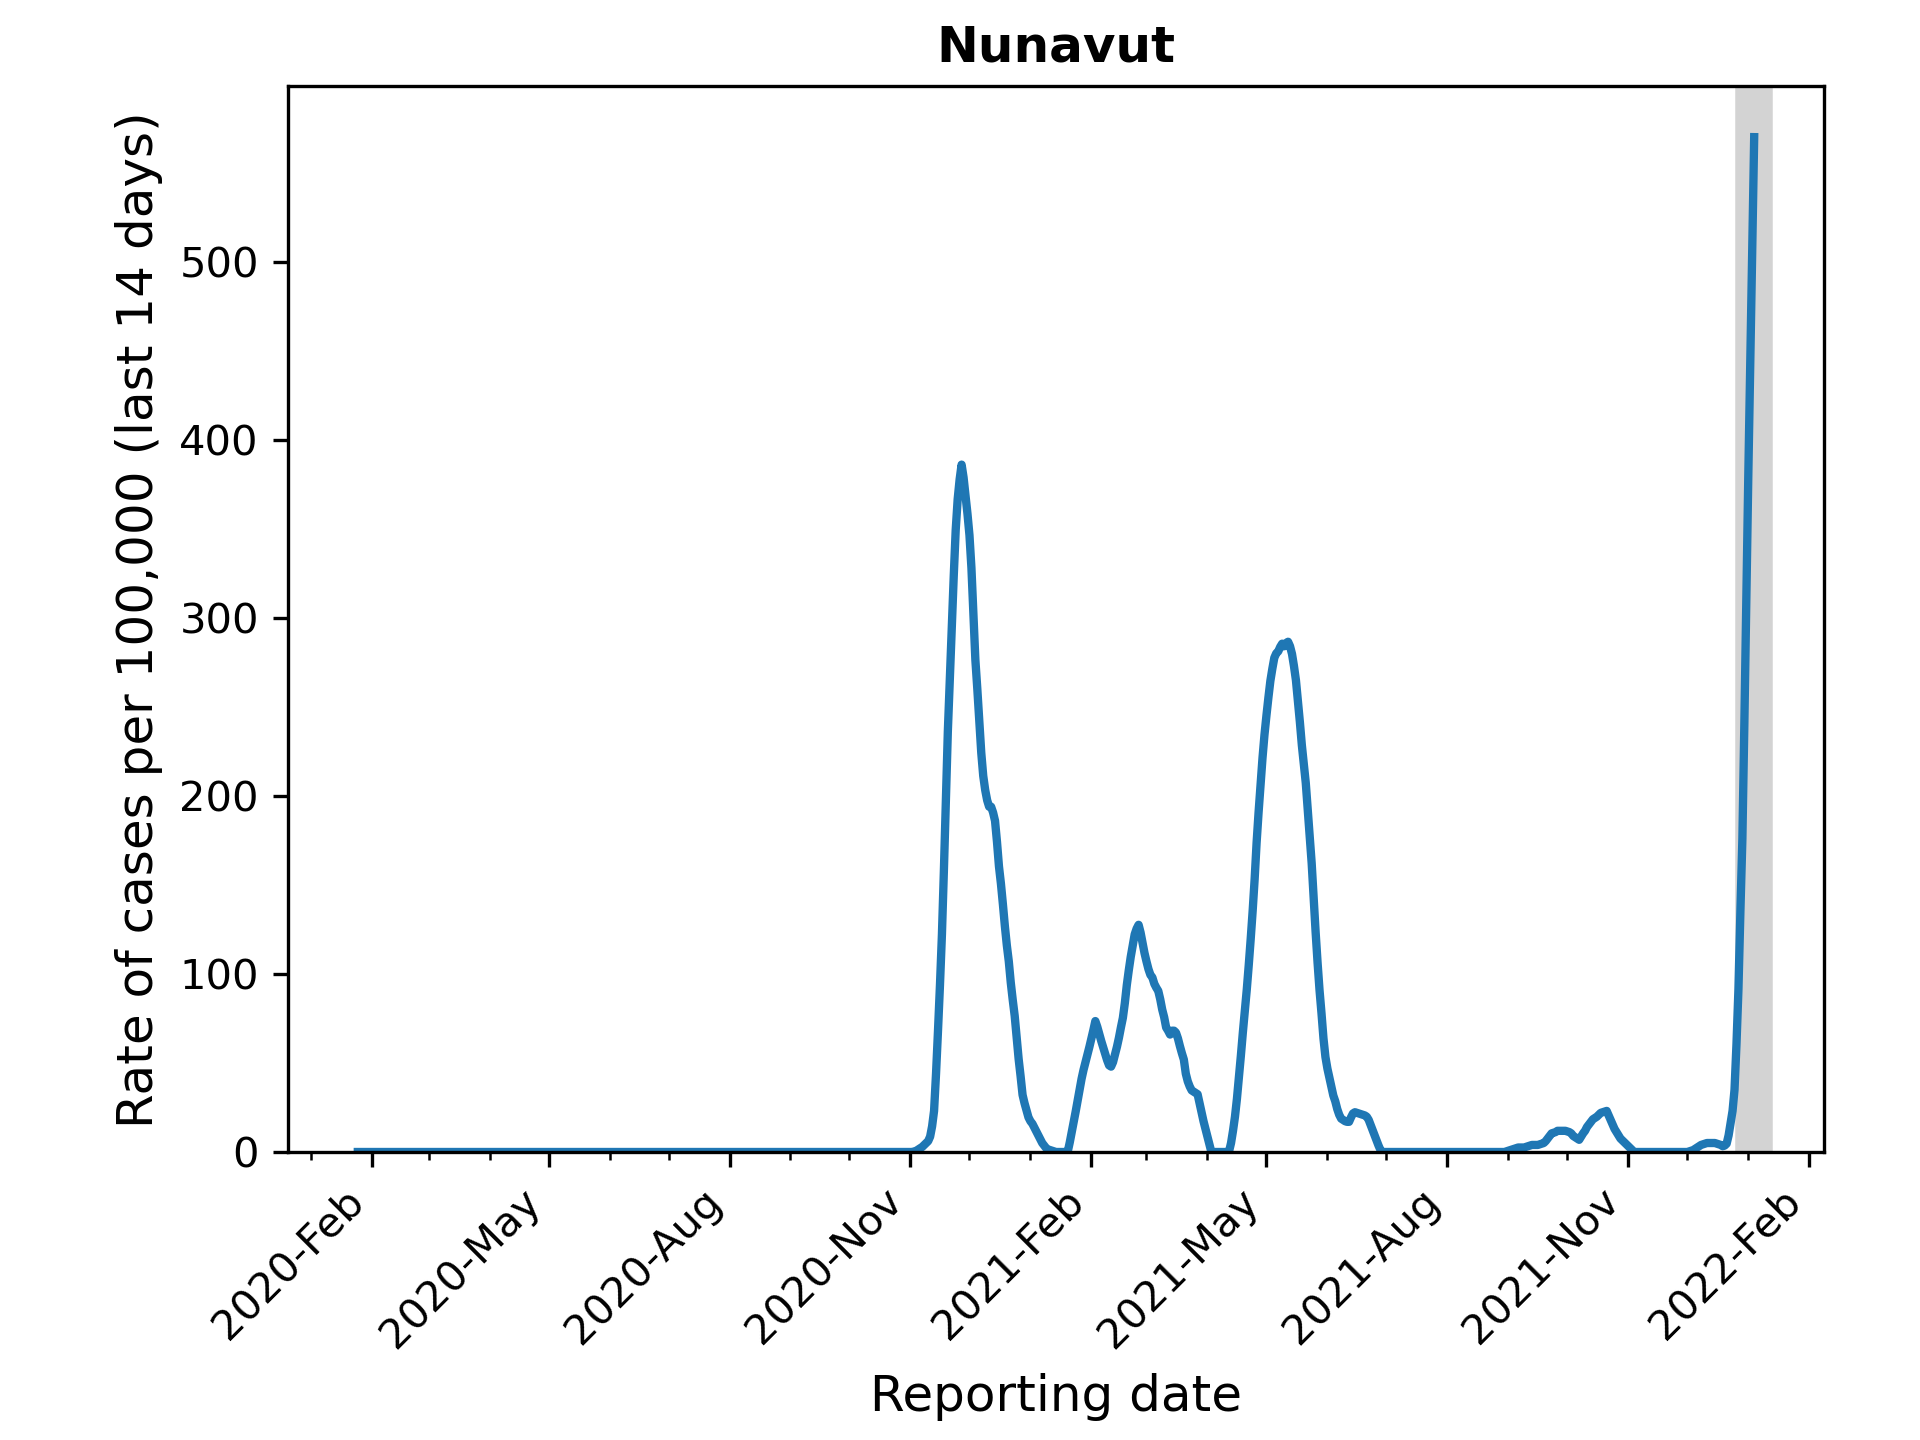 Nunavut
Rate of cases per 100,000 (last 14 days)
500
400
300
200
100
0
2020-Feb
2020-May
2020-Aug
2020-Nov
2021-Feb
2021-May
2021-Aug
2021-Nov
2022-Feb
Reporting date